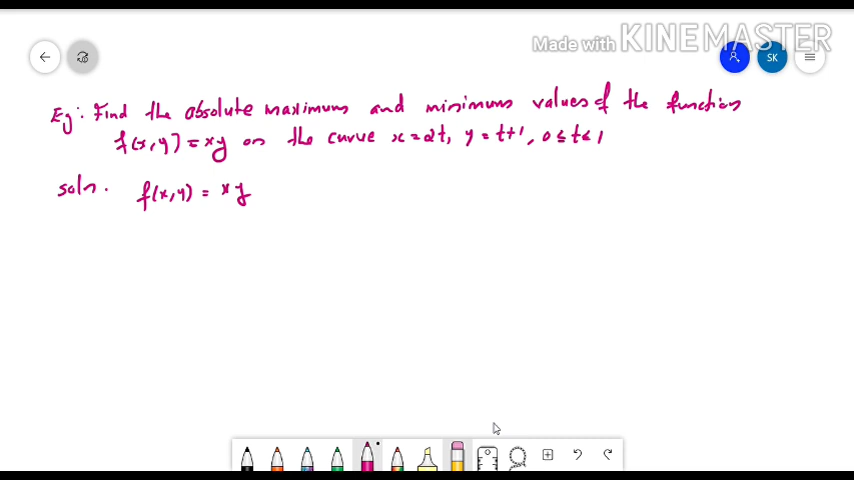 Made with KINEMASTER
SK
Eg: Find the absolute maximum and minimum values of the function
f(x,y) = xy on the curve x = 2t, y = t+1, 0 ≤ t < 1
soln. f(x,y) = xy